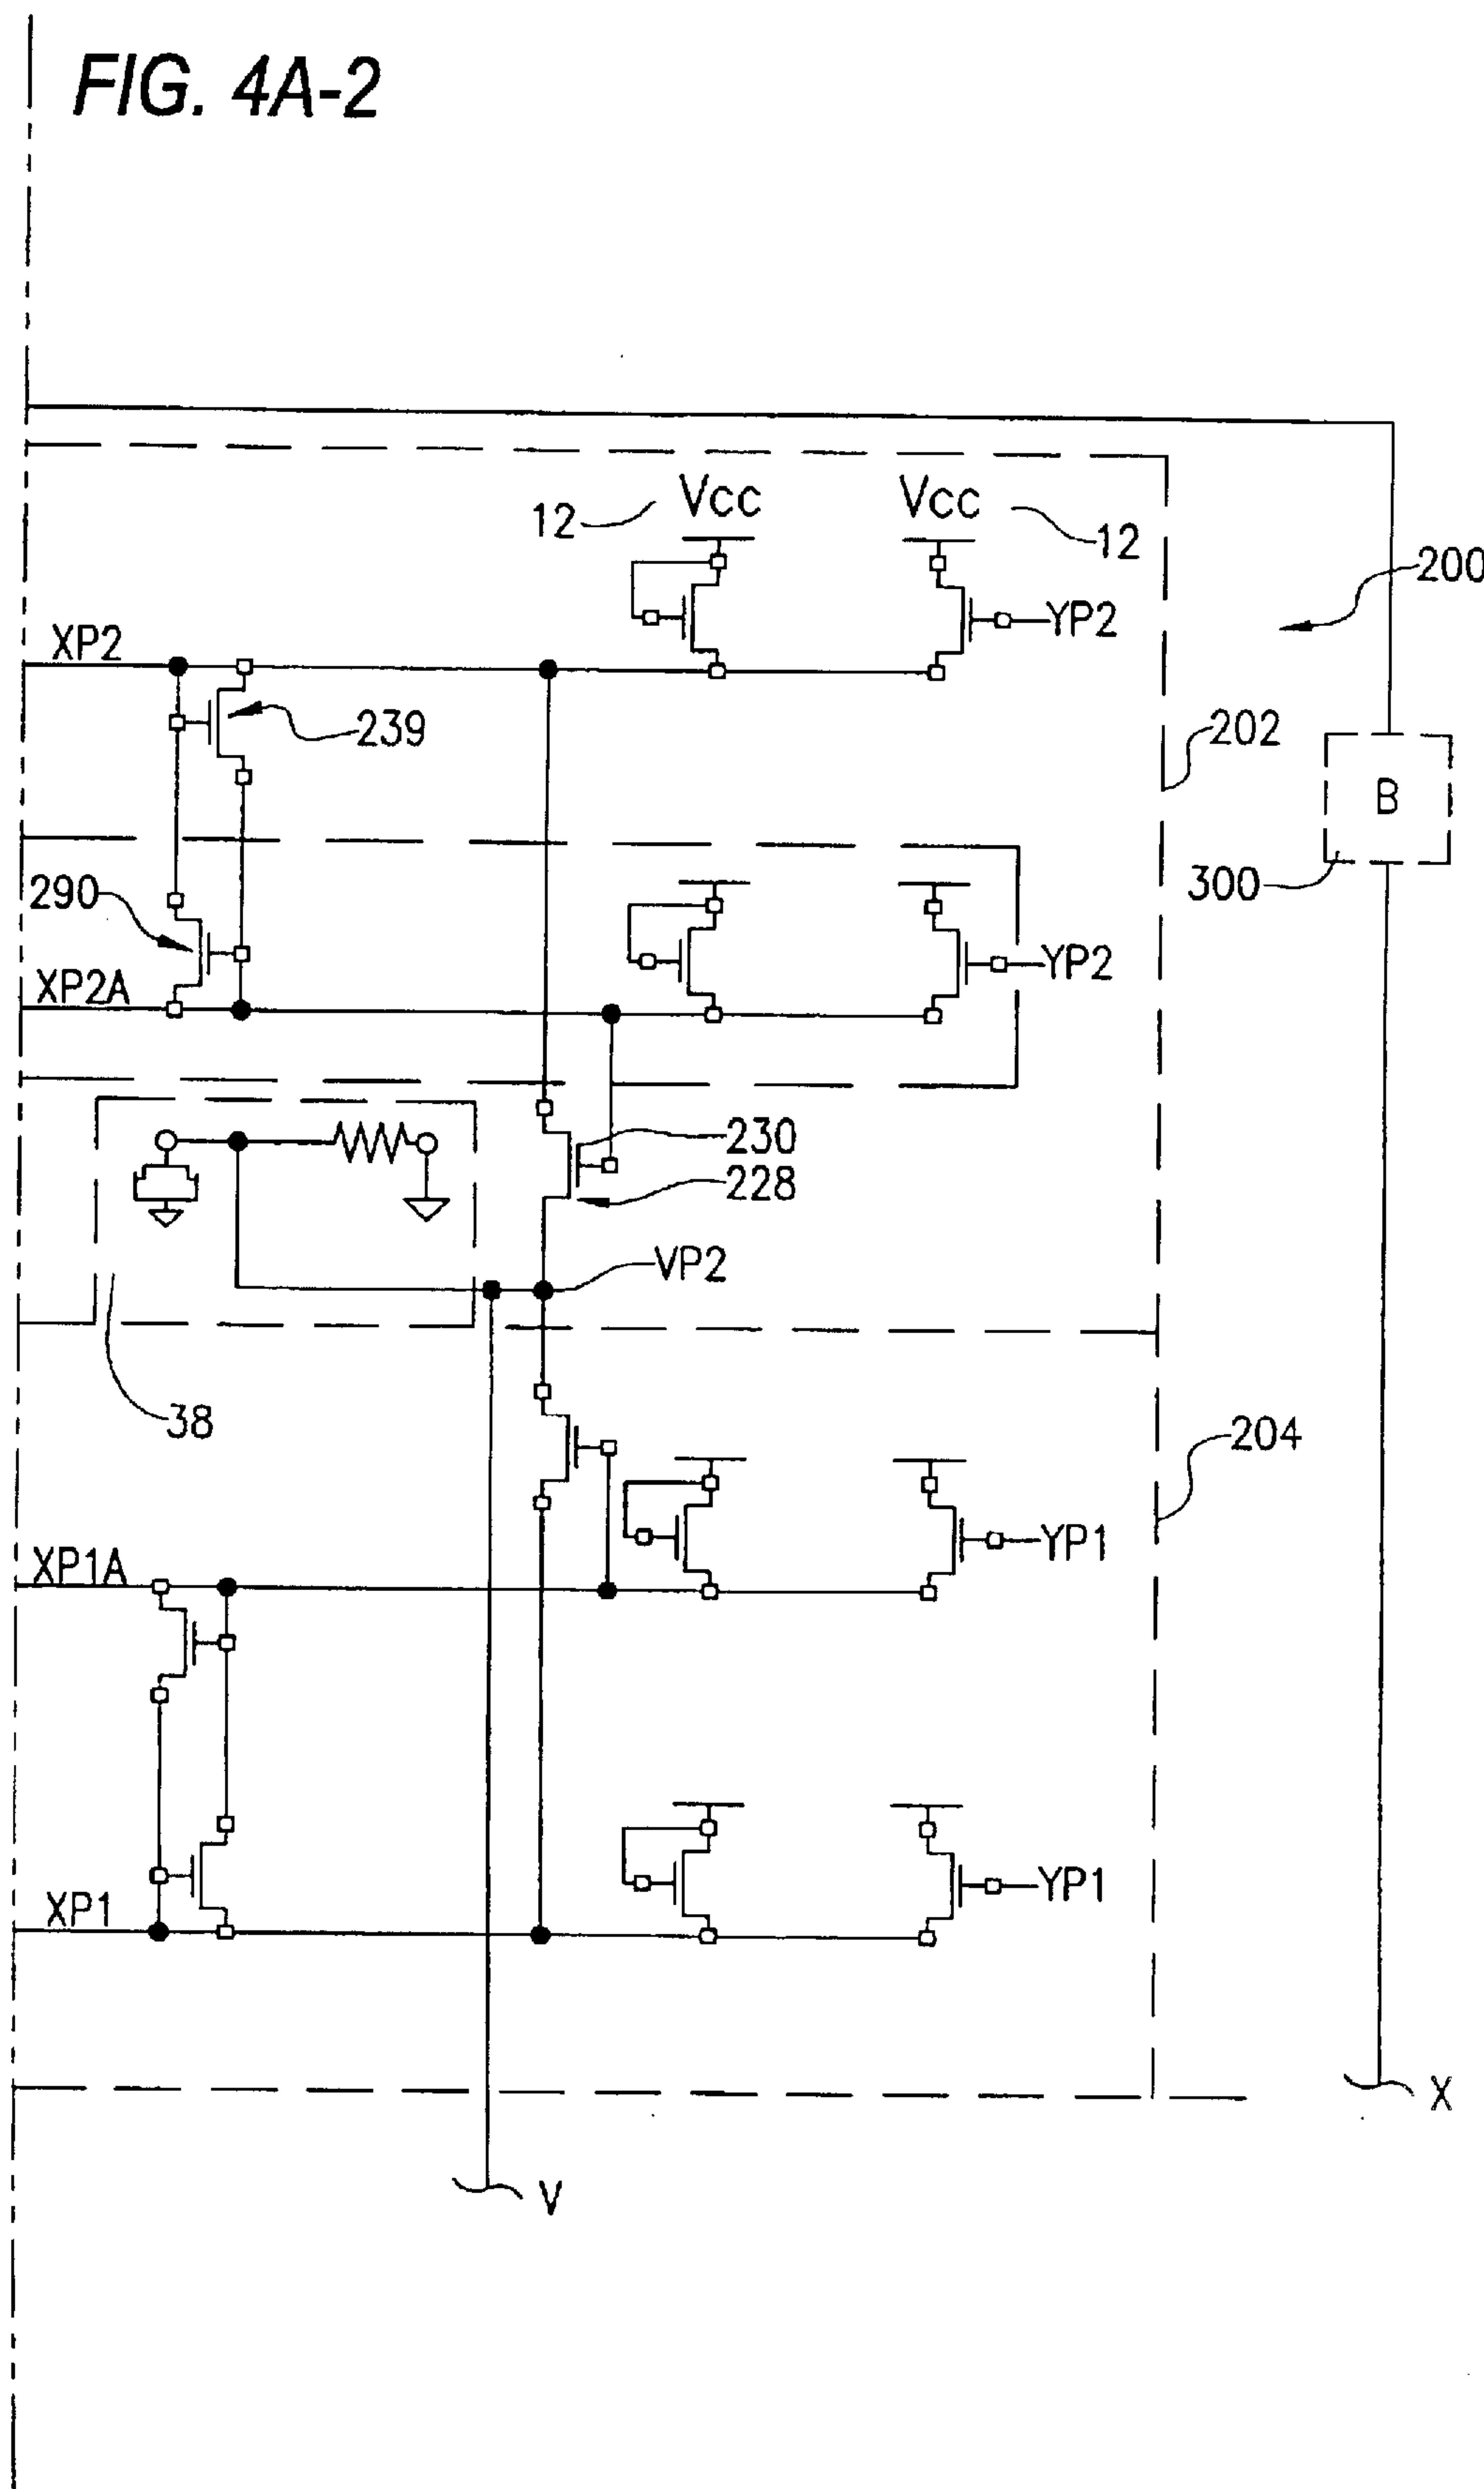 FIG. 4A-2
12
Vcc
Vcc
12
200
YP2
XP2
239
202
B
290
300
YP2
XP2A
230
228
VP2
38
204
XP1A
YP1
XP1
YP1
X
V